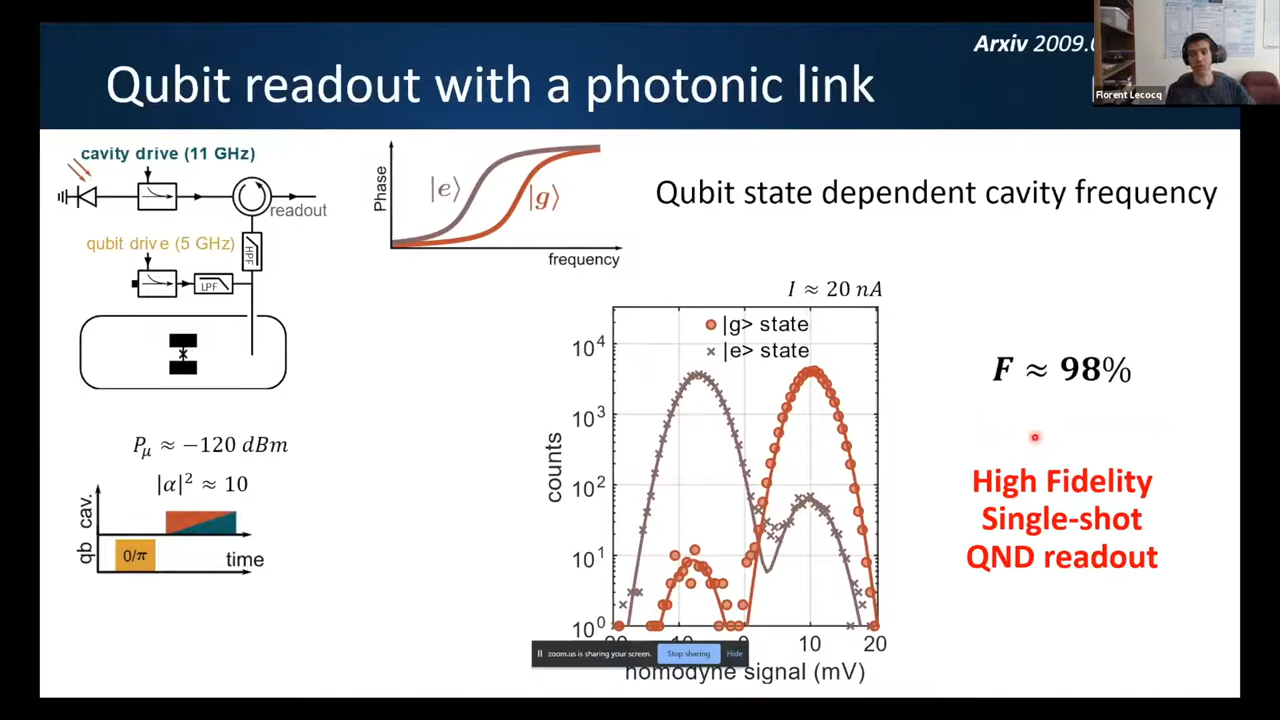 Arxiv 2009.0
Qubit readout with a photonic link
Florent Lecocq
cavity drive (11 GHz)
readout
qubit drive (5 GHz)
HPF
LPF
Phase
|e⟩
|g⟩
frequency
Qubit state dependent cavity frequency
P_μ ≈ −120 dBm
|α|² ≈ 10
qb cav.
0/π
time
I ≈ 20 nA
|g> state
|e> state
10⁴
10³
10²
10¹
10⁰
counts
10 20
homodyne signal (mV)
zoom.us is sharing your screen. Stop sharing Hide
F ≈ 98%
High Fidelity
Single-shot
QND readout